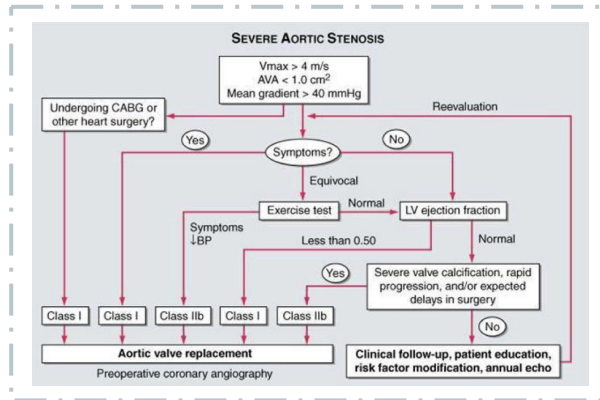 SEVERE AORTIC STENOSIS
Vmax > 4 m/s
AVA < 1.0 cm2
Mean gradient > 40 mmHg
Undergoing CABG or
other heart surgery?
Reevaluation
Yes
Symptoms?
No
Equivocal
Exercise test
Normal
LV ejection fraction
Symptoms
↓BP
Less than 0.50
Normal
Yes
Severe valve calcification, rapid
progression, and/or expected
delays in surgery
Class I
Class I
Class IIb
Class I
Class IIb
No
Aortic valve replacement
Preoperative coronary angiography
Clinical follow-up, patient education,
risk factor modification, annual echo